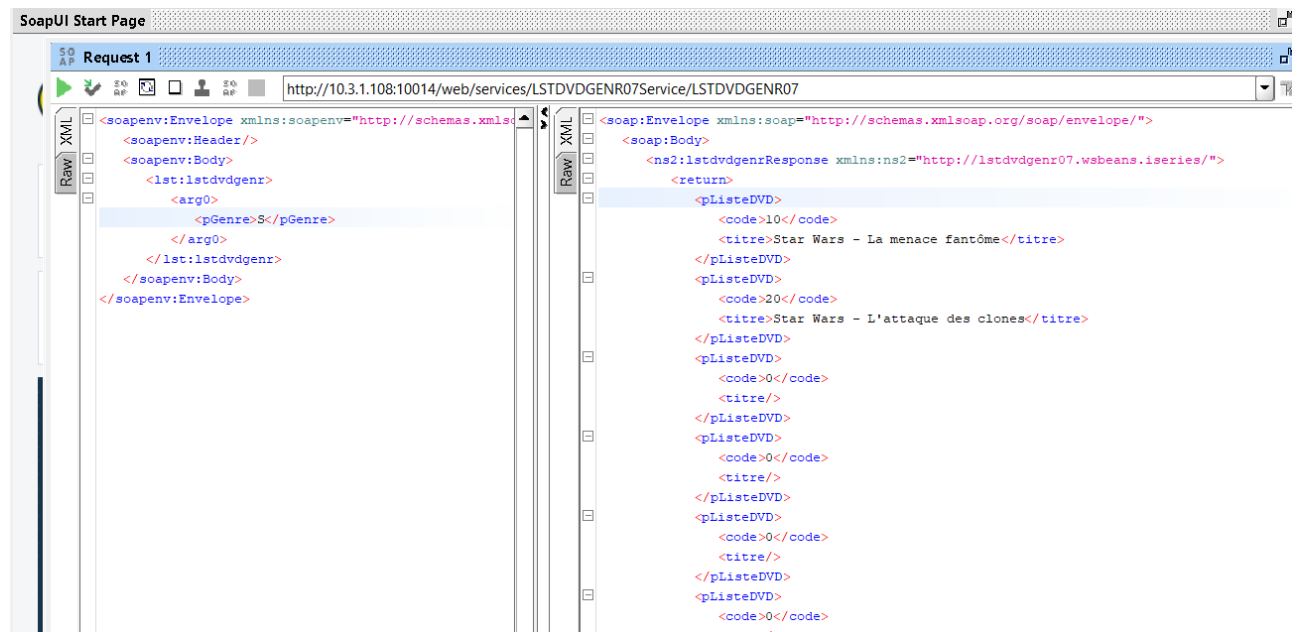 SoapUI Start Page
SO AP Request 1
http://10.3.1.108:10014/web/services/LSTDVDGENR07Service/LSTDVDGENR07
XML
Raw
<soapenv:Envelope xmlns:soapenv="http://schemas.xmlso
<soapenv:Header/>
<soapenv:Body>
<lst:lstdvdgenr>
<arg0>
<pGenre>S</pGenre>
</arg0>
</lst:lstdvdgenr>
</soapenv:Body>
</soapenv:Envelope>
XML
Raw
<soap:Envelope xmlns:soap="http://schemas.xmlsoap.org/soap/envelope/">
<soap:Body>
<ns2:lstdvdgenrResponse xmlns:ns2="http://lstdvdgenr07.wsbeans.iseries/">
<return>
<pListeDVD>
<code>10</code>
<titre>Star Wars - La menace fantôme</titre>
</pListeDVD>
<pListeDVD>
<code>20</code>
<titre>Star Wars - L'attaque des clones</titre>
</pListeDVD>
<pListeDVD>
<code>0</code>
<titre/>
</pListeDVD>
<pListeDVD>
<code>0</code>
<titre/>
</pListeDVD>
<pListeDVD>
<code>0</code>
<titre/>
</pListeDVD>
<pListeDVD>
<code>0</code>